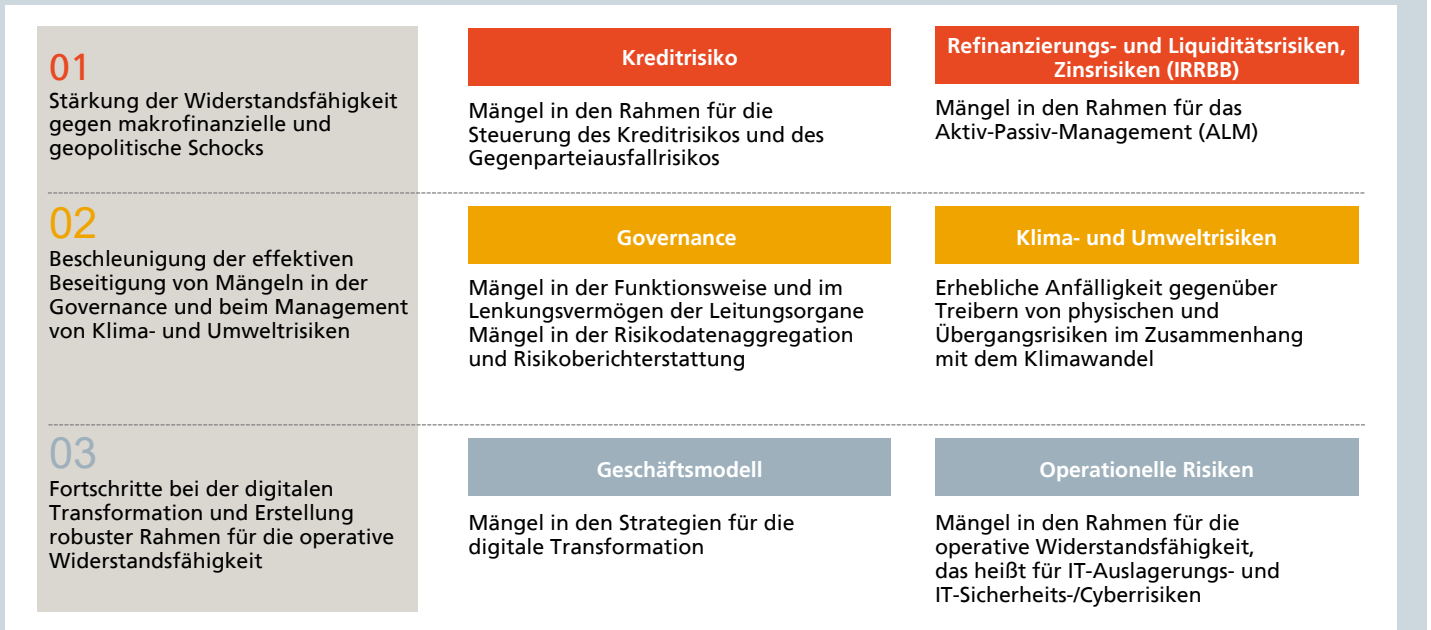 01
Stärkung der Widerstandsfähigkeit
gegen makrofinanzielle und
geopolitische Schocks
Kreditrisiko
Mängel in den Rahmen für die
Steuerung des Kreditrisikos und des
Gegenparteiausfallrisikos
Refinanzierungs- und Liquiditätsrisiken,
Zinsrisiken (IRRBB)
Mängel in den Rahmen für das
Aktiv-Passiv-Management (ALM)
02
Beschleunigung der effektiven
Beseitigung von Mängeln in der
Governance und beim Management
von Klima- und Umweltrisiken
Governance
Mängel in der Funktionsweise und im
Lenkungsvermögen der Leitungsorgane
Mängel in der Risikodatenaggregation
und Risikoberichterstattung
Klima- und Umweltrisiken
Erhebliche Anfälligkeit gegenüber
Treibern von physischen und
Übergangsrisiken im Zusammenhang
mit dem Klimawandel
03
Fortschritte bei der digitalen
Transformation und Erstellung
robuster Rahmen für die operative
Widerstandsfähigkeit
Geschäftsmodell
Mängel in den Strategien für die
digitale Transformation
Operationelle Risiken
Mängel in den Rahmen für die
operative Widerstandsfähigkeit,
das heißt für IT-Auslagerungs- und
IT-Sicherheits-/Cyberrisiken